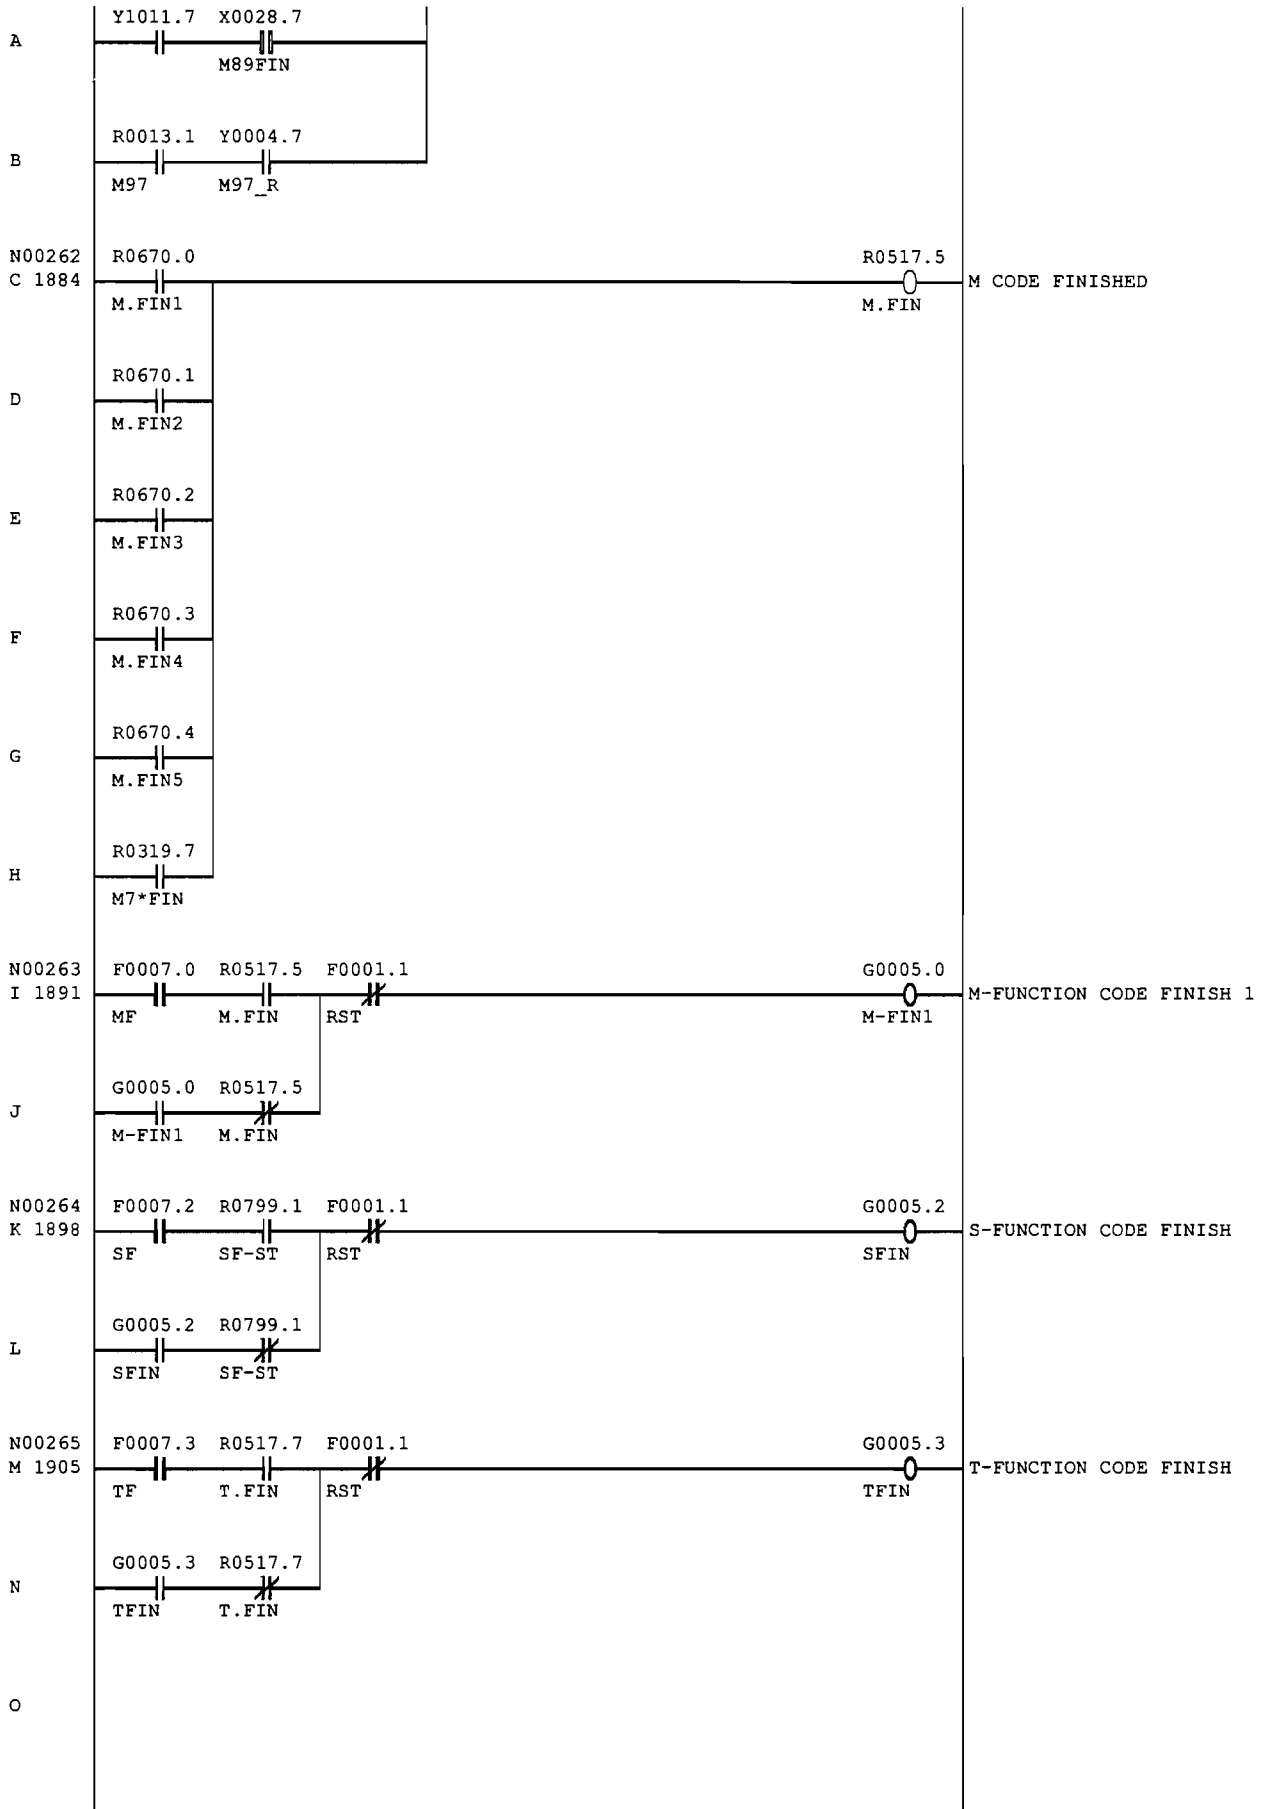 Y1011.7 X0028.7
A
M89FIN
R0013.1 Y0004.7
B
M97 M97_R
N00262 R0670.0 R0517.5
C 1884 M CODE FINISHED
M.FIN1 M.FIN
R0670.1
D
M.FIN2
R0670.2
E
M.FIN3
R0670.3
F
M.FIN4
R0670.4
G
M.FIN5
R0319.7
H
M7*FIN
N00263 F0007.0 R0517.5 F0001.1 G0005.0
I 1891 M-FUNCTION CODE FINISH 1
MF M.FIN RST M-FIN1
G0005.0 R0517.5
J
M-FIN1 M.FIN
N00264 F0007.2 R0799.1 F0001.1 G0005.2
K 1898 S-FUNCTION CODE FINISH
SF SF-ST RST SFIN
G0005.2 R0799.1
L
SFIN SF-ST
N00265 F0007.3 R0517.7 F0001.1 G0005.3
M 1905 T-FUNCTION CODE FINISH
TF T.FIN RST TFIN
G0005.3 R0517.7
N
TFIN T.FIN
O